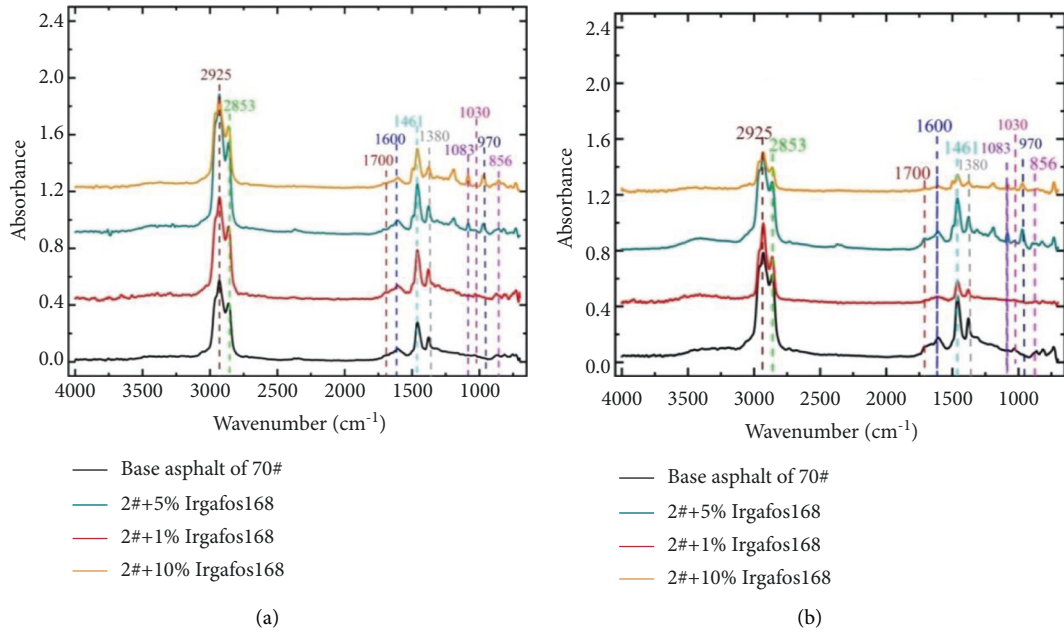 2.4
2.0
1.6
1.2
0.8
0.4
0.0
Absorbance
2925
2853
1700
1600
1461
1380
1083
1030
970
856
4000 3500 3000 2500 2000 1500 1000
Wavenumber (cm-1)
Base asphalt of 70#
2#+5% Irgafos168
2#+1% Irgafos168
2#+10% Irgafos168
(a)
2.4
2.0
1.6
1.2
0.8
0.4
0.0
Absorbance
2925
2853
1700
1600
1461
1380
1083
1030
970
856
4000 3500 3000 2500 2000 1500 1000
Wavenumber (cm-1)
Base asphalt of 70#
2#+5% Irgafos168
2#+1% Irgafos168
2#+10% Irgafos168
(b)